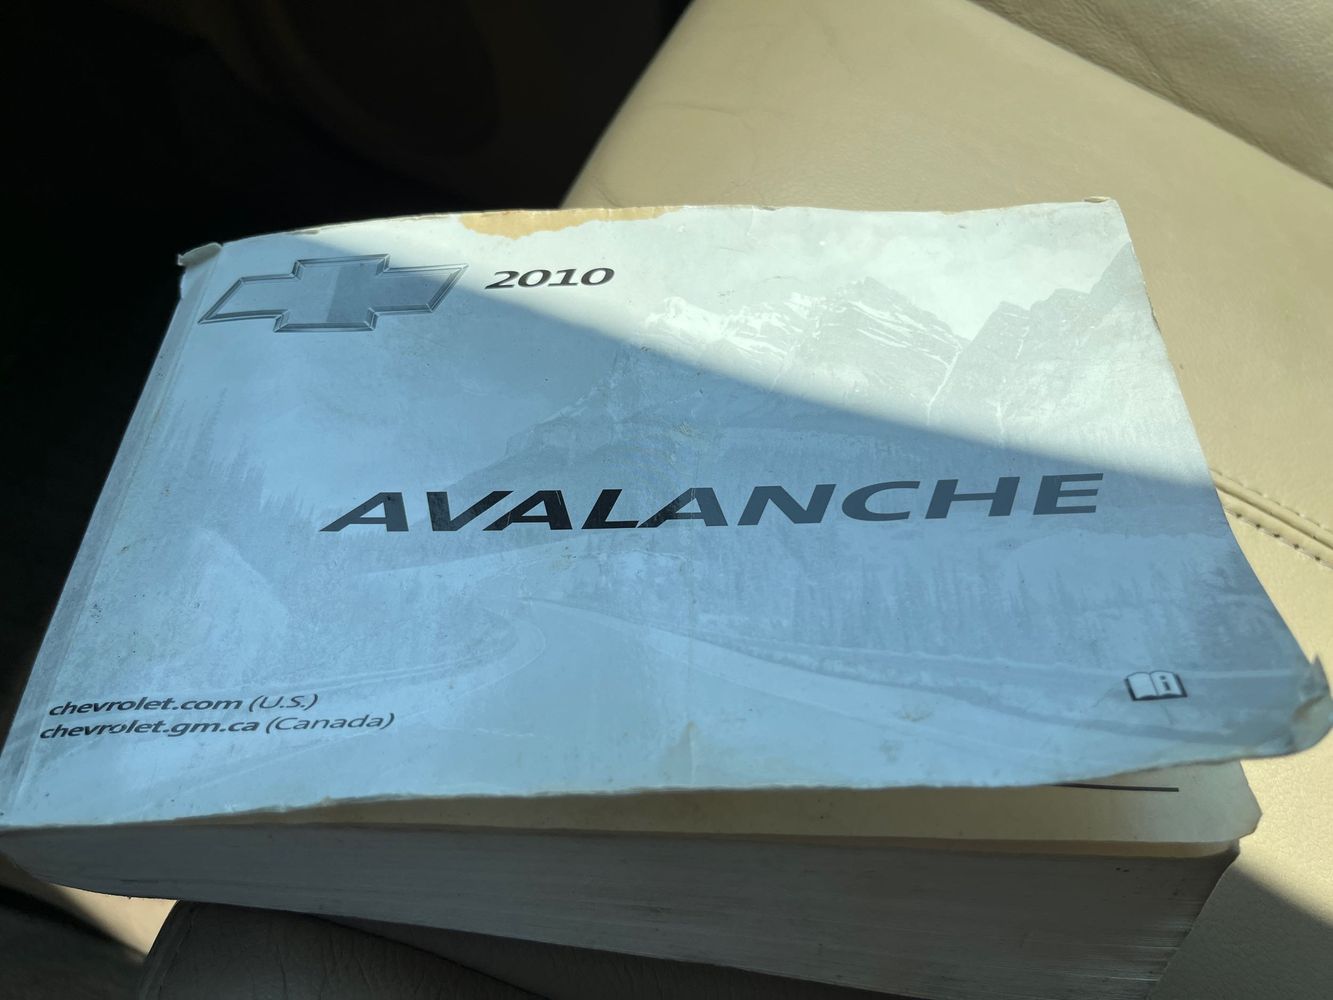 2010
AVALANCHE
chevrolet.com (U.S.)
chevrolet.gm.ca (Canada)
i